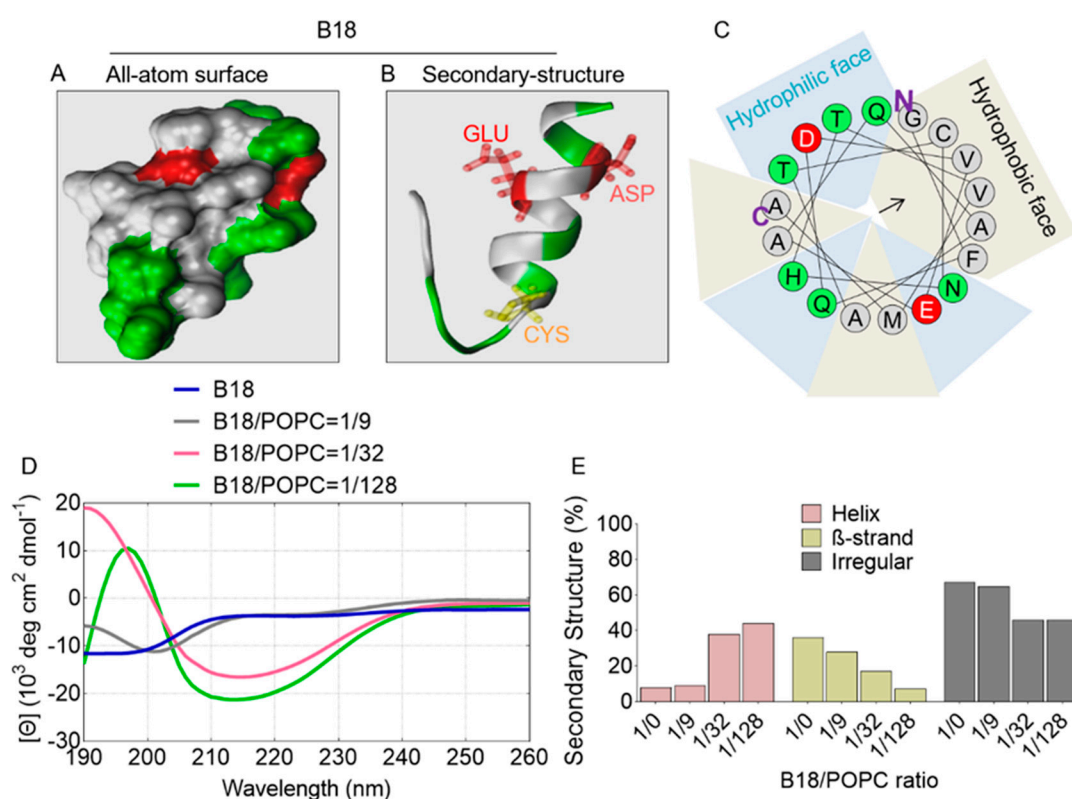 B18
A
All-atom surface
B
Secondary-structure
GLU
ASP
CYS
C
Hydrophilic face
Hydrophobic face
N
G
C
V
V
A
F
N
E
M
A
Q
H
A
A
C
T
D
T
Q
B18
B18/POPC=1/9
B18/POPC=1/32
B18/POPC=1/128
D
[Θ] (10³ deg cm² dmol⁻¹)
20
10
0
-10
-20
-30
190 200 210 220 230 240 250 260
Wavelength (nm)
E
Helix
ß-strand
Irregular
Secondary Structure (%)
100
80
60
40
20
0
1/0 1/9 1/32 1/128 1/0 1/9 1/32 1/128 1/0 1/9 1/32 1/128
B18/POPC ratio